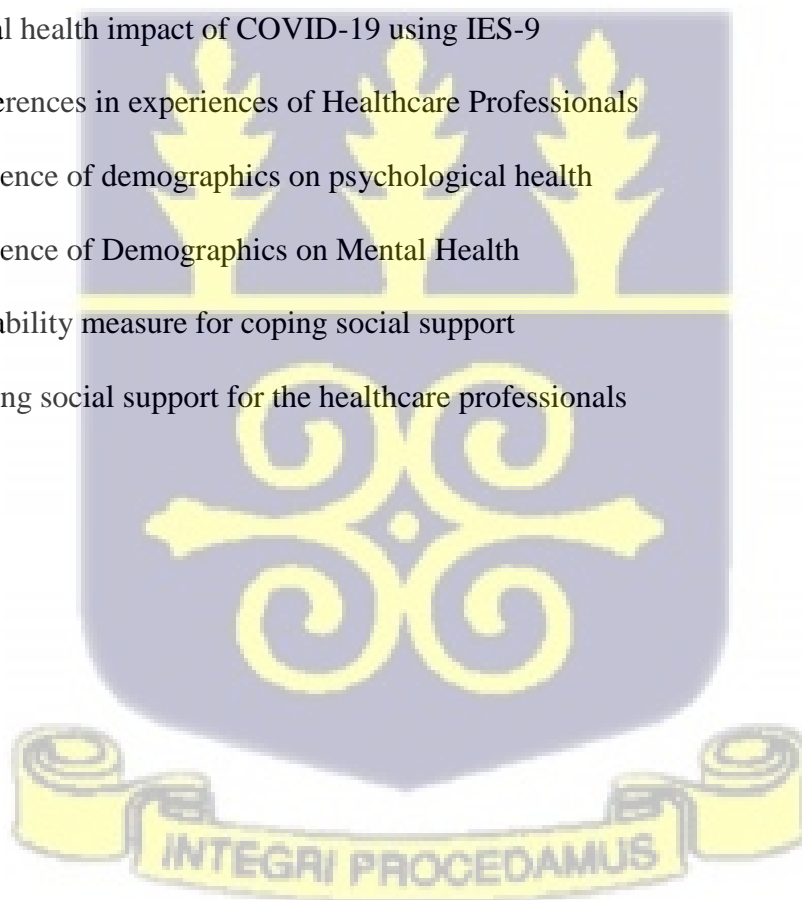 al health impact of COVID-19 using IES-9
erences in experiences of Healthcare Professionals
ence of demographics on psychological health
ence of Demographics on Mental Health
ability measure for coping social support
ng social support for the healthcare professionals
INTEGRI PROCEDAMUS